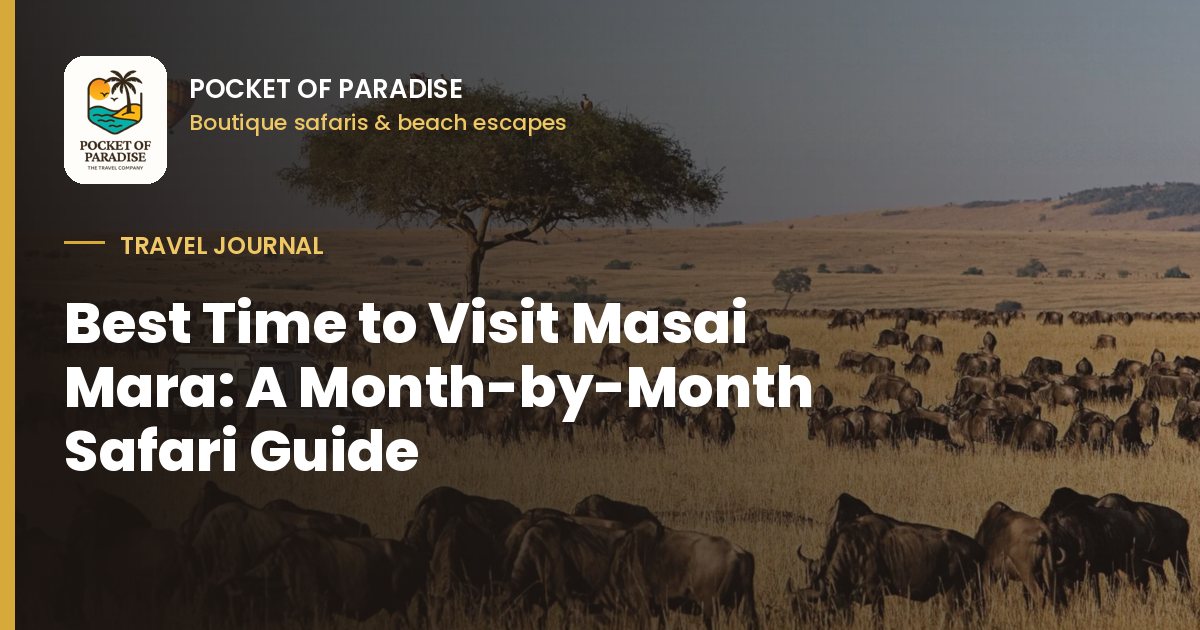 POCKET OF PARADISE
Boutique safaris & beach escapes
POCKET OF
PARADISE
THE TRAVEL COMPANY
TRAVEL JOURNAL
Best Time to Visit Masai
Mara: A Month-by-Month
Safari Guide